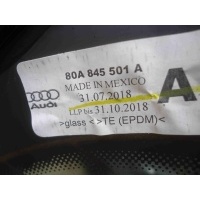 80A 845 501 A
MADE IN MEXICO
31.07.2018
LLP bis 31.10.2018
>glass< >TE (EPDM)<
Audi
A